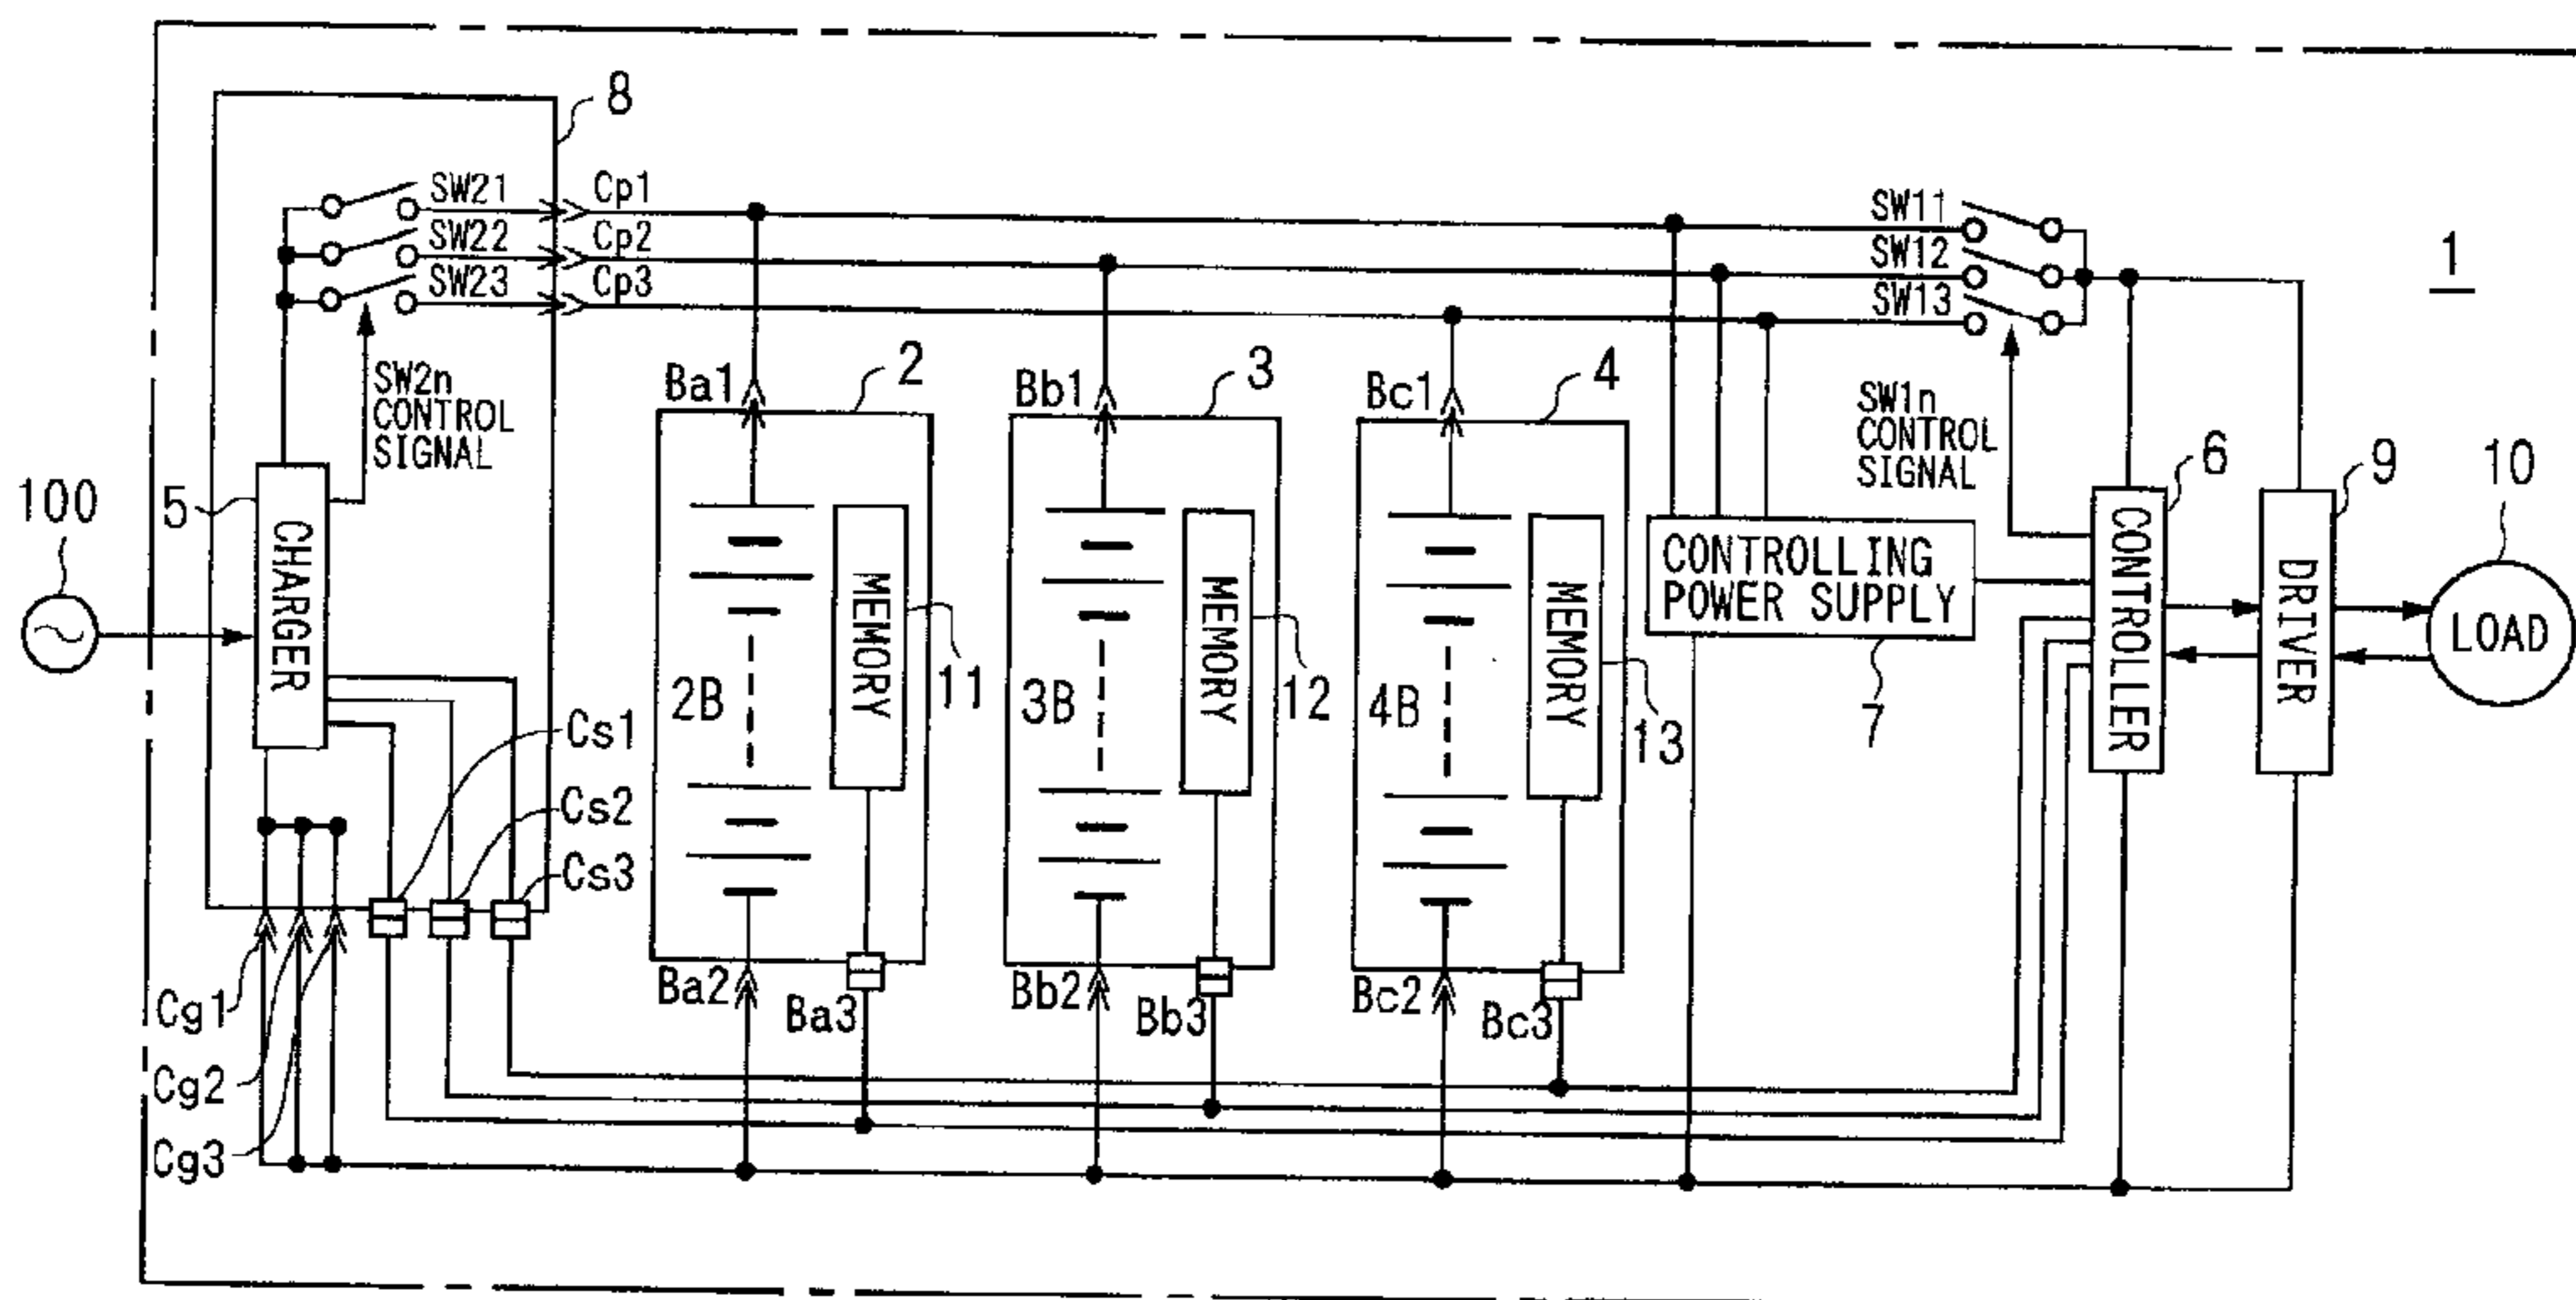 8
SW21
Cp1
SW22
Cp2
SW23
Cp3
SW11
SW12
SW13
1
SW2n
CONTROL
SIGNAL
Ba1
2
Bb1
3
Bc1
4
SW1n
CONTROL
SIGNAL
6
9
10
100
5
CHARGER
MEMORY
MEMORY
MEMORY
CONTROLLING
POWER SUPPLY
CONTROLLER
DRIVER
LOAD
2B
11
3B
12
4B
13
7
Cs1
Cs2
Cs3
Cg1
Ba2
Ba3
Bb2
Bb3
Bc2
Bc3
Cg2
Cg3